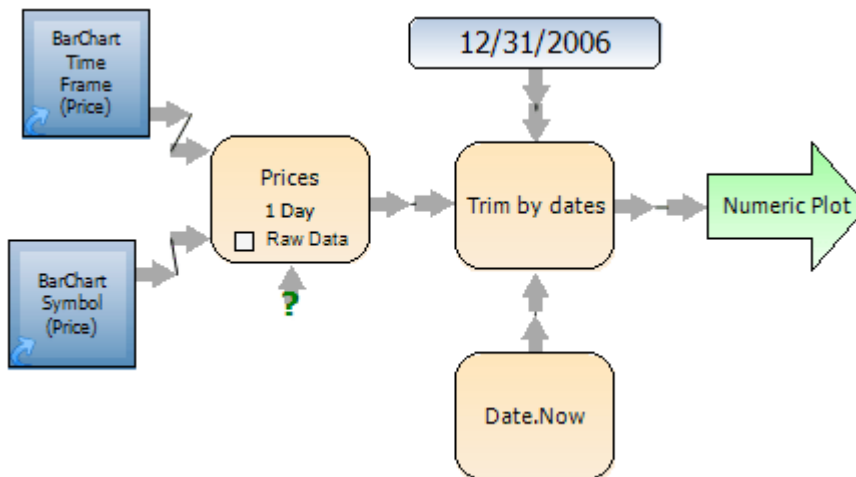 BarChart
Time
Frame
(Price)
12/31/2006
Prices
1 Day
Raw Data
Trim by dates
Numeric Plot
BarChart
Symbol
(Price)
?
Date.Now